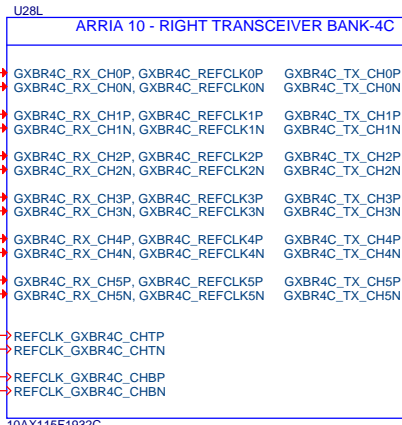 U28L
ARRIA 10 - RIGHT TRANSCEIVER BANK-4C
GXBR4C_RX_CH0P, GXBR4C_REFCLK0P GXBR4C_TX_CH0P
GXBR4C_RX_CH0N, GXBR4C_REFCLK0N GXBR4C_TX_CH0N
GXBR4C_RX_CH1P, GXBR4C_REFCLK1P GXBR4C_TX_CH1P
GXBR4C_RX_CH1N, GXBR4C_REFCLK1N GXBR4C_TX_CH1N
GXBR4C_RX_CH2P, GXBR4C_REFCLK2P GXBR4C_TX_CH2P
GXBR4C_RX_CH2N, GXBR4C_REFCLK2N GXBR4C_TX_CH2N
GXBR4C_RX_CH3P, GXBR4C_REFCLK3P GXBR4C_TX_CH3P
GXBR4C_RX_CH3N, GXBR4C_REFCLK3N GXBR4C_TX_CH3N
GXBR4C_RX_CH4P, GXBR4C_REFCLK4P GXBR4C_TX_CH4P
GXBR4C_RX_CH4N, GXBR4C_REFCLK4N GXBR4C_TX_CH4N
GXBR4C_RX_CH5P, GXBR4C_REFCLK5P GXBR4C_TX_CH5P
GXBR4C_RX_CH5N, GXBR4C_REFCLK5N GXBR4C_TX_CH5N
REFCLK_GXBR4C_CHTP
REFCLK_GXBR4C_CHTN
REFCLK_GXBR4C_CHBP
REFCLK_GXBR4C_CHBN
10AX115F1932C